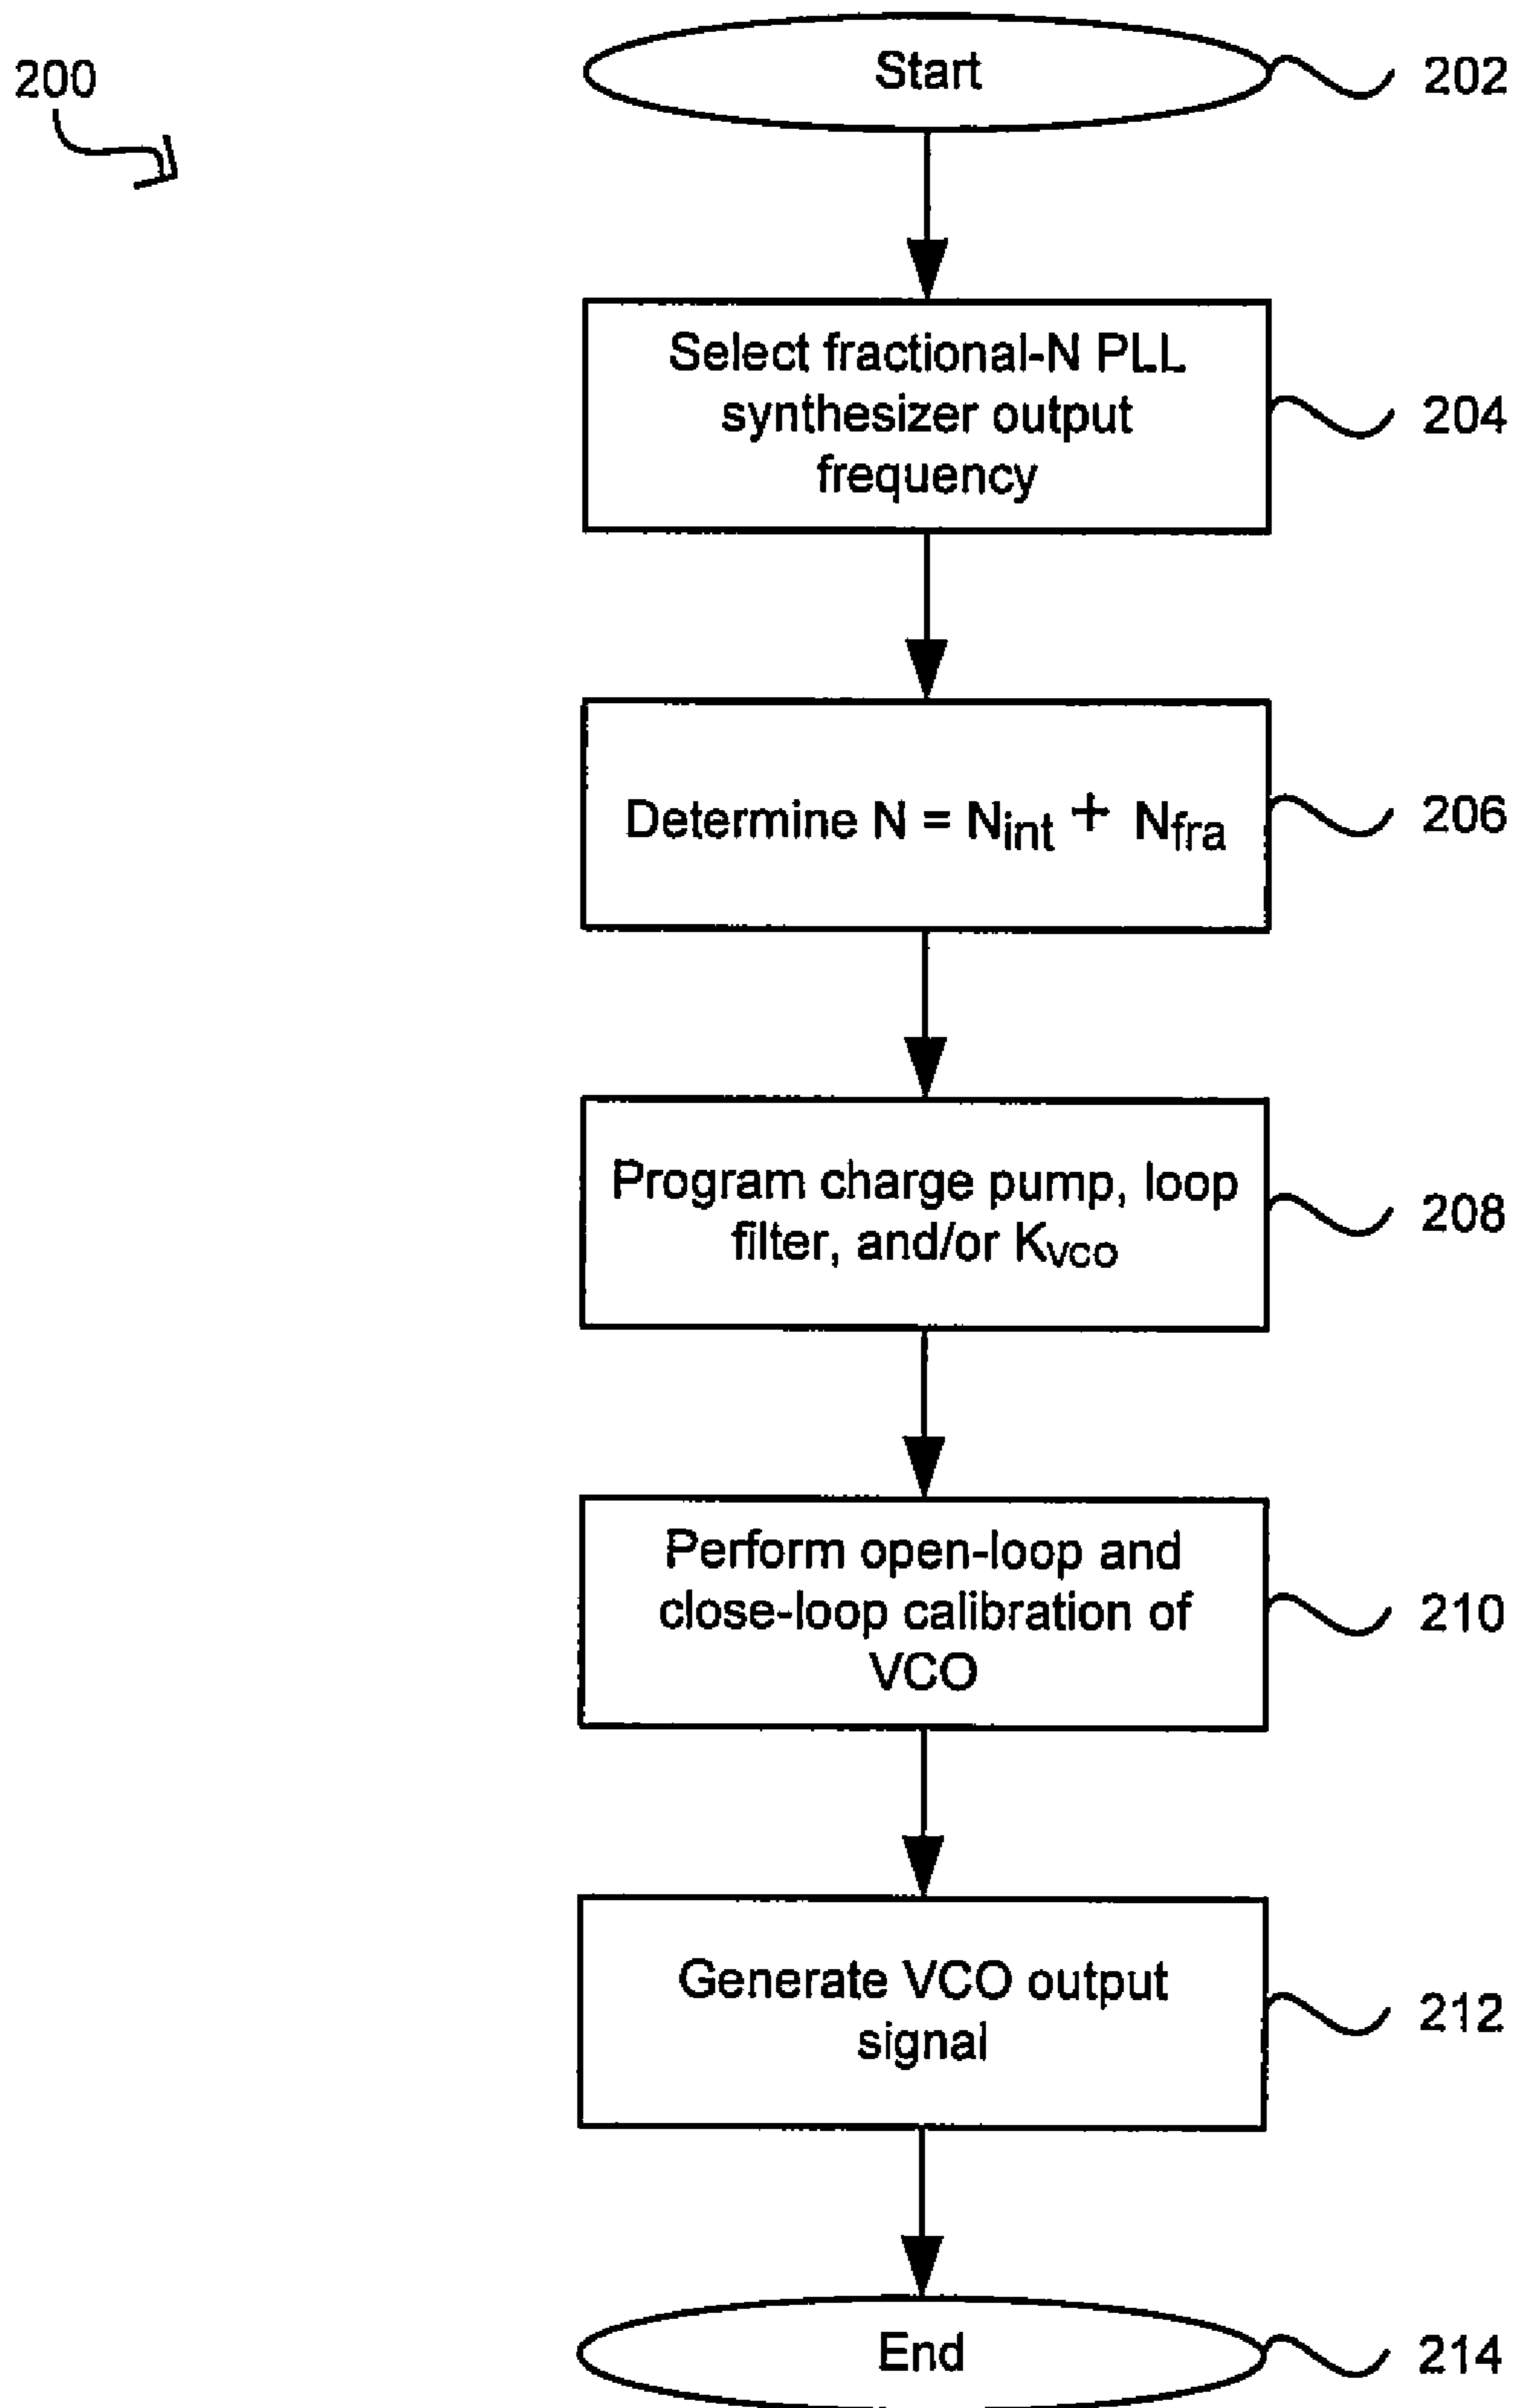 200
Start
202
Select fractional-N PLL
synthesizer output
frequency
204
Determine N = Nint + Nfra
206
Program charge pump, loop
filter, and/or KVCO
208
Perform open-loop and
close-loop calibration of
VCO
210
Generate VCO output
signal
212
End
214